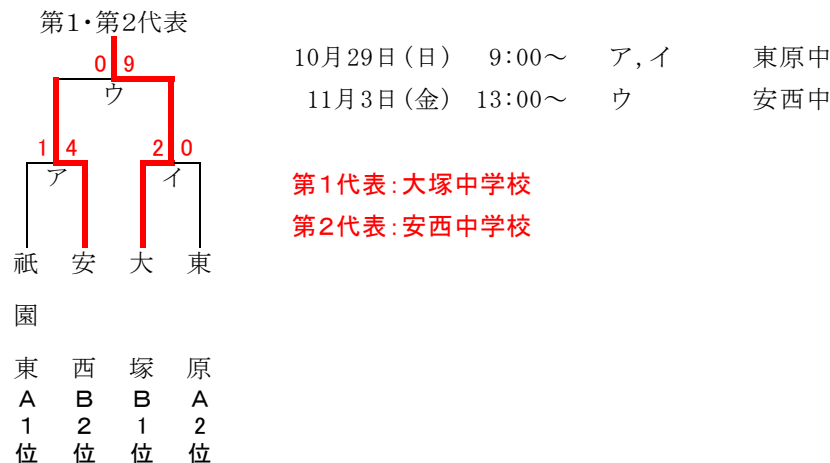 第1・第2代表
0 9
ウ
10月29日(日) 9:00～ ア,イ 東原中
11月3日(金) 13:00～ ウ 安西中
1 4
2 0
ア
イ
第1代表:大塚中学校
第2代表:安西中学校
祇園東A1位
安西B2位
大塚B1位
東原A2位